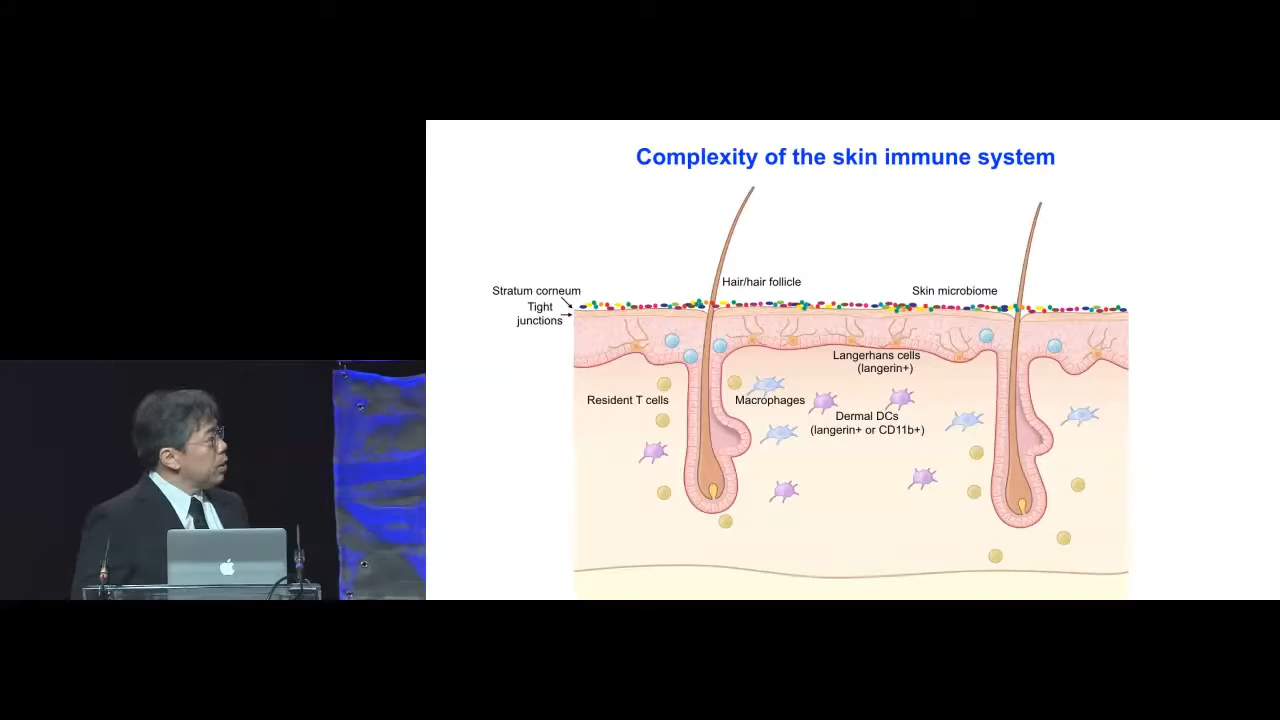 Complexity of the skin immune system
Hair/hair follicle
Stratum corneum
Skin microbiome
Tight
junctions
Langerhans cells
(langerin+)
Resident T cells
Macrophages
Dermal DCs
(langerin+ or CD11b+)